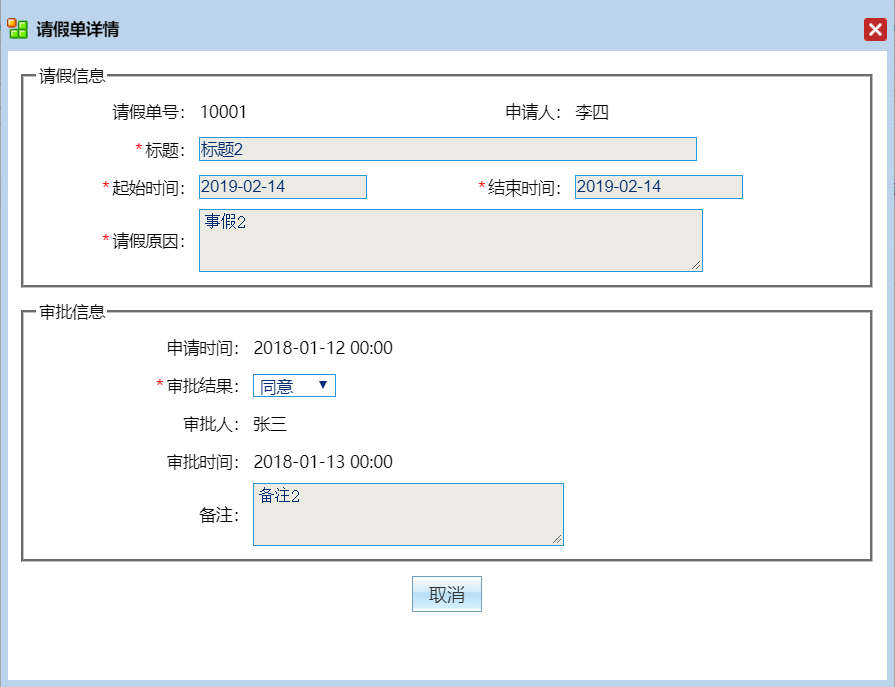 请假单详情
请假信息
请假单号： 10001 申请人： 李四
*标题： 标题2
*起始时间： 2019-02-14 *结束时间： 2019-02-14
*请假原因： 事假2
审批信息
申请时间： 2018-01-12 00:00
*审批结果： 同意
审批人： 张三
审批时间： 2018-01-13 00:00
备注： 备注2
取消